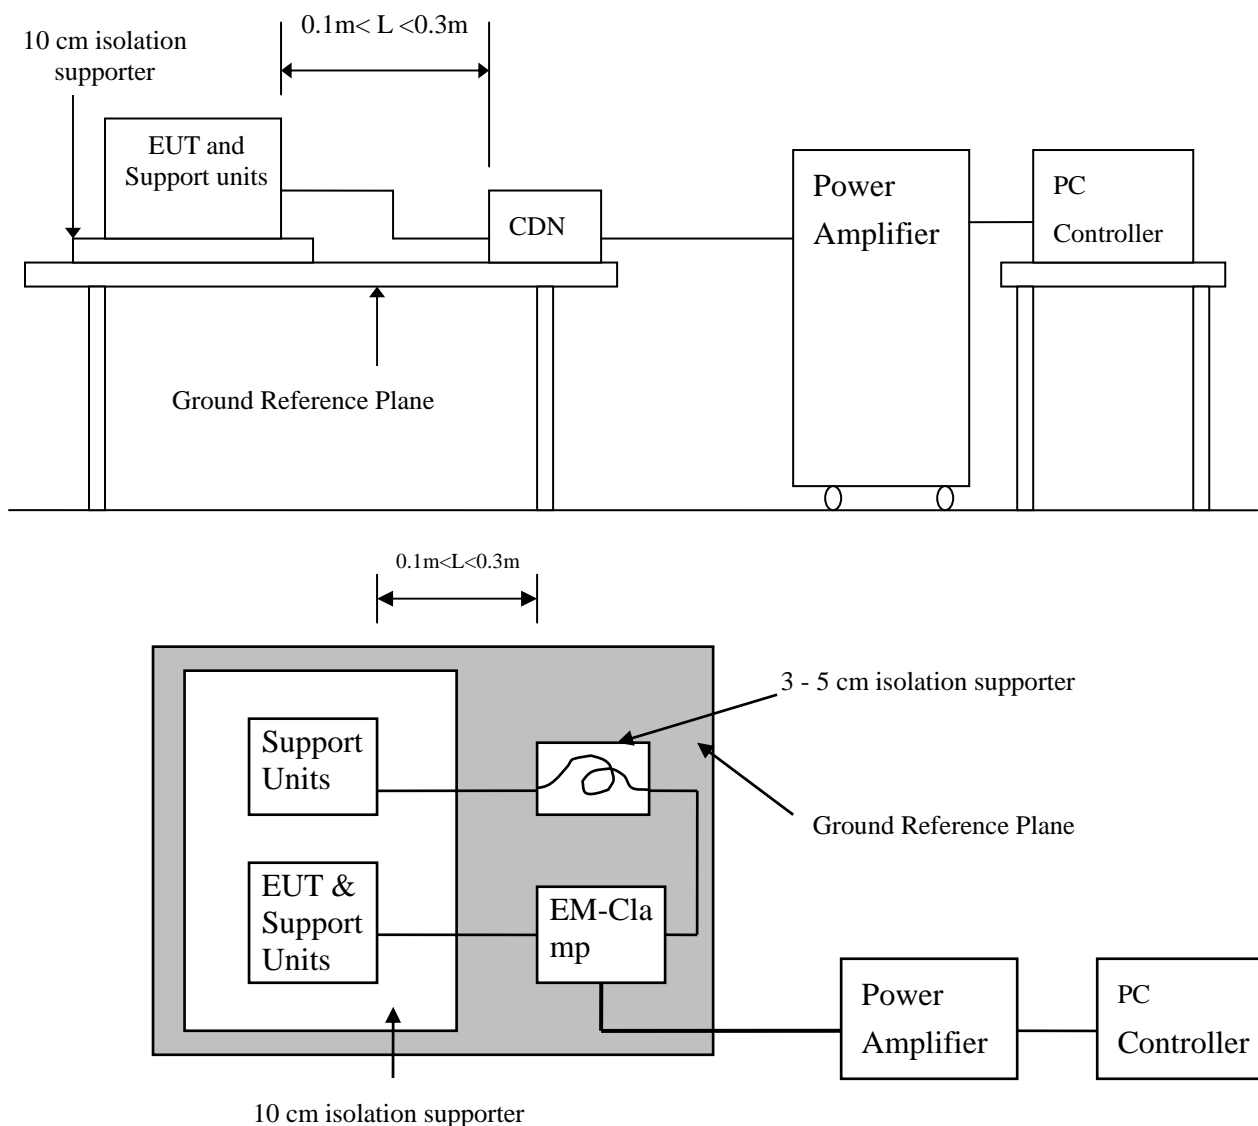 0.1m< L <0.3m
10 cm isolation
supporter
EUT and
Support units
CDN
Power
Amplifier
PC
Controller
Ground Reference Plane
0.1m<L<0.3m
3 - 5 cm isolation supporter
Support
Units
Ground Reference Plane
EUT &
Support
Units
EM-Cla
mp
Power
Amplifier
PC
Controller
10 cm isolation supporter